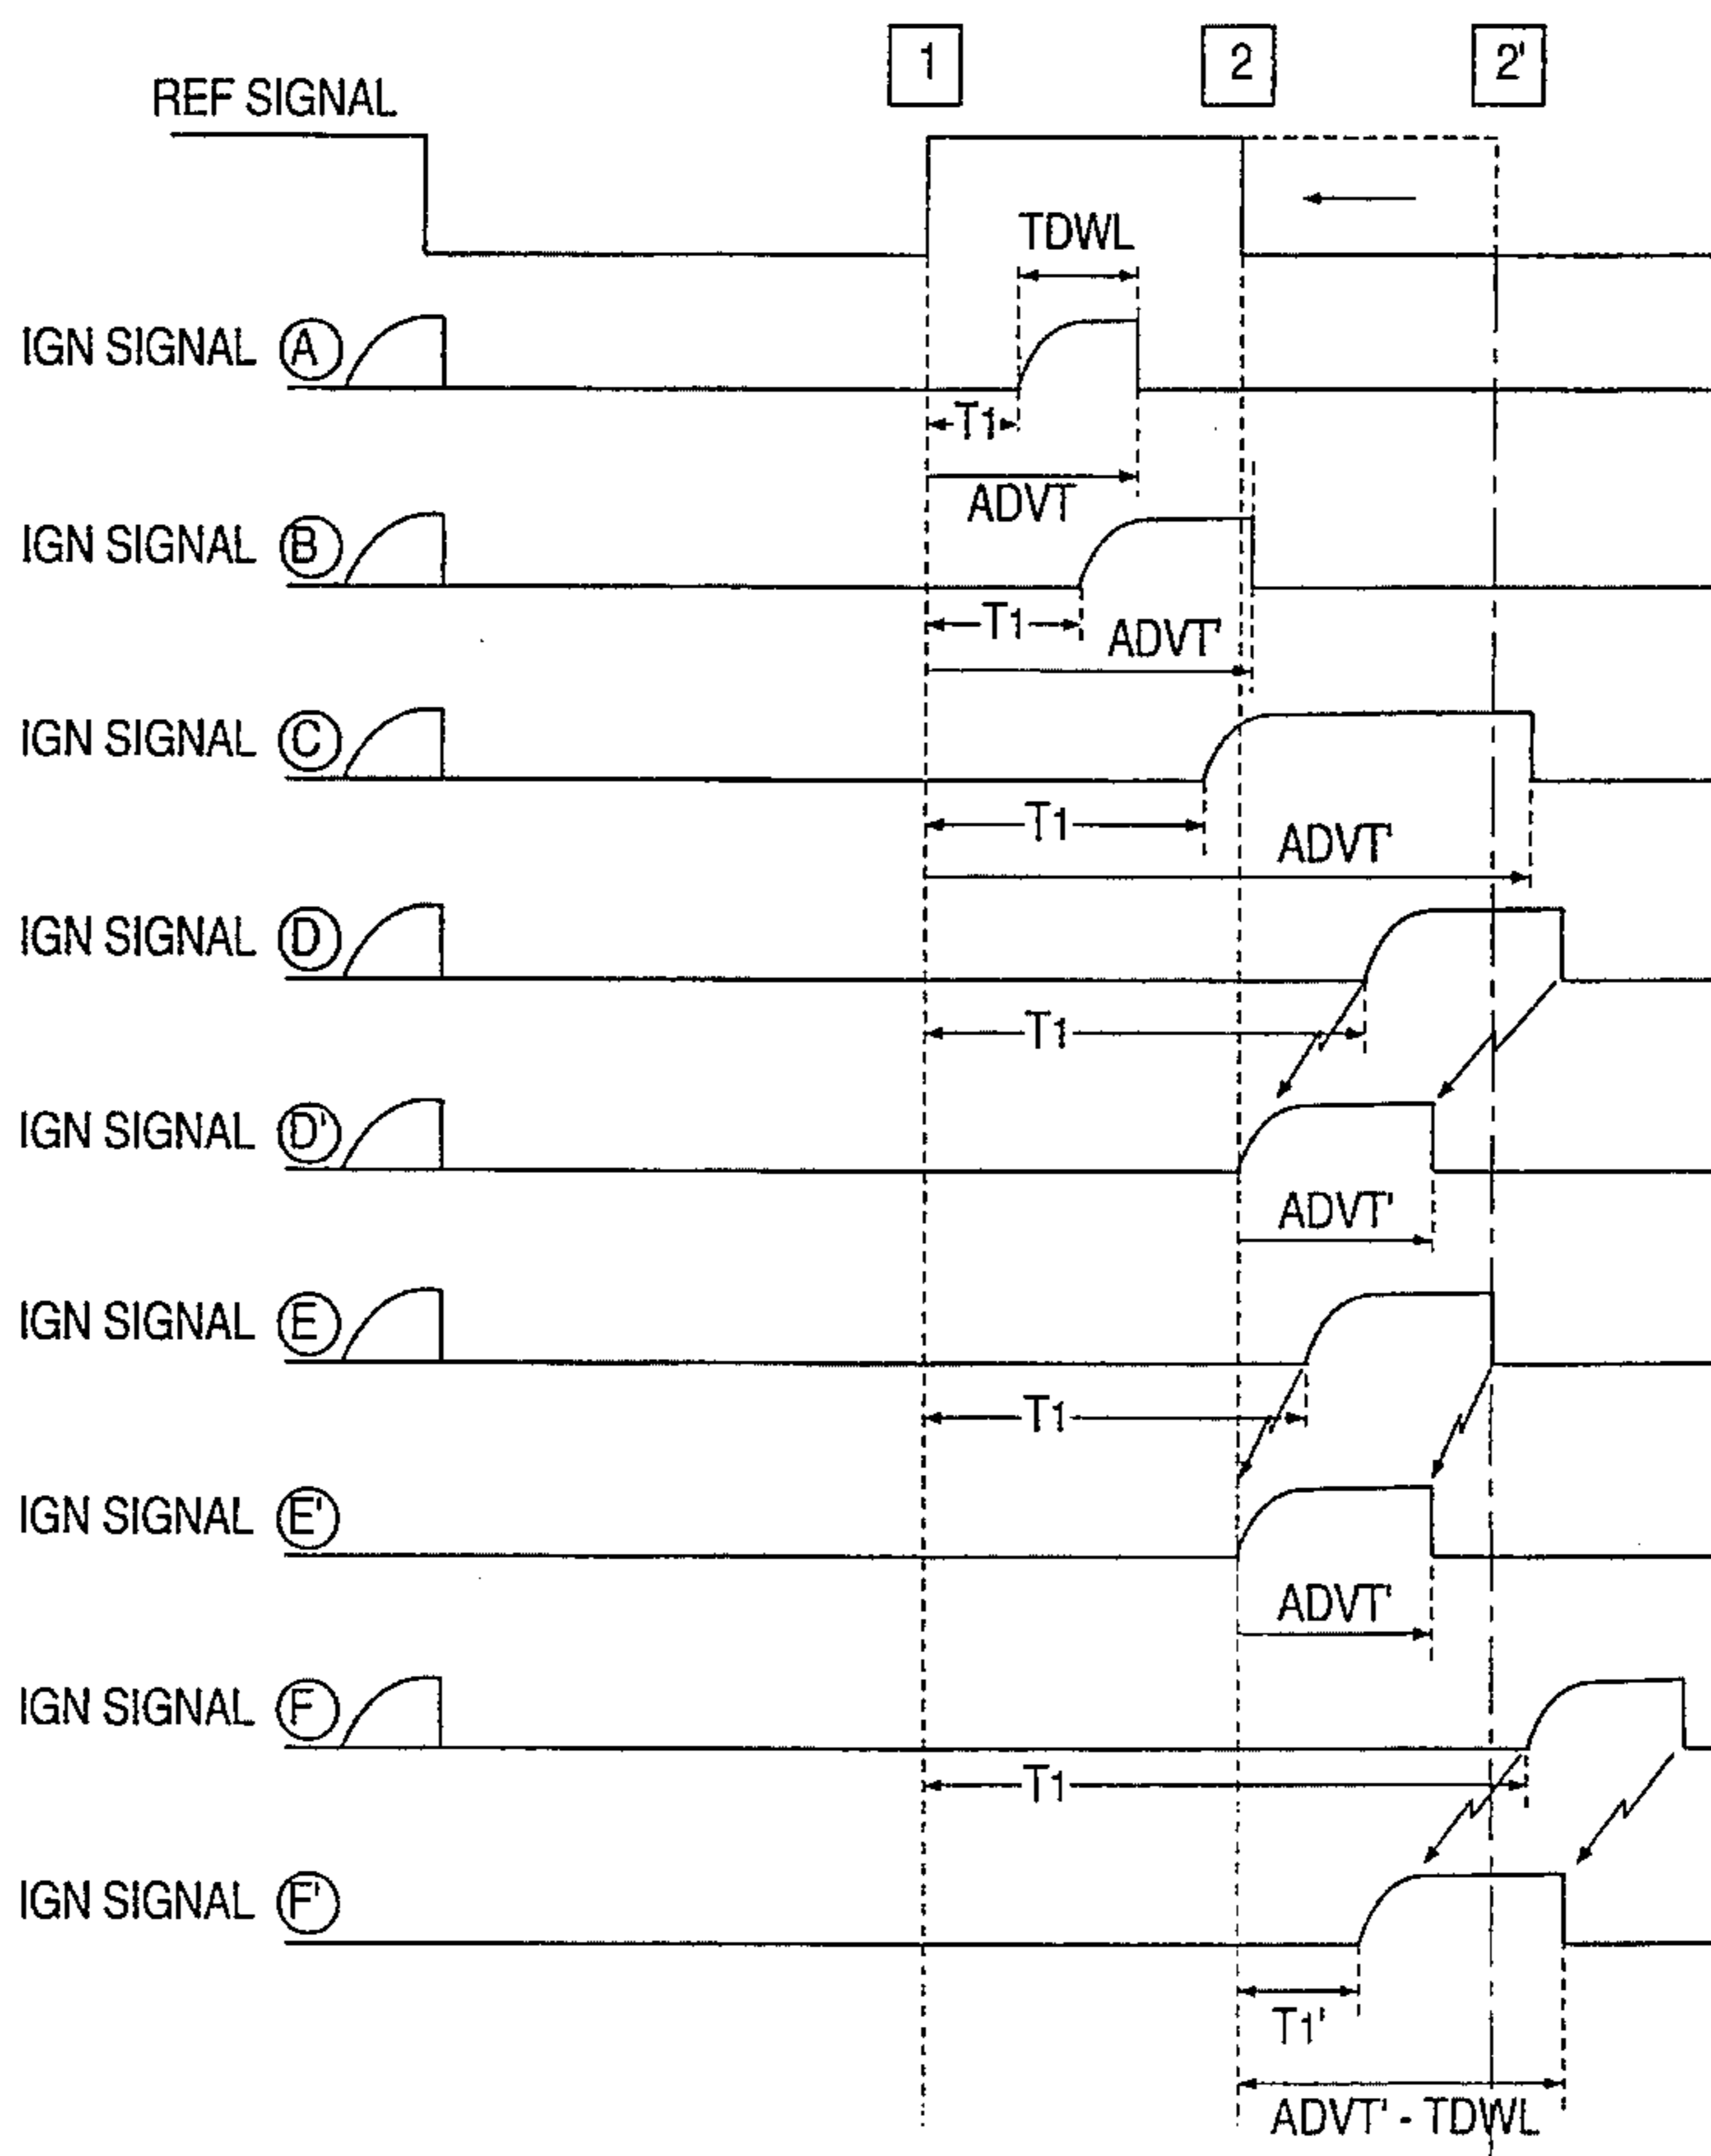 1 2 2'
REF SIGNAL
TDWL
IGN SIGNAL A
T1
ADVT
IGN SIGNAL B
T1
ADVT'
IGN SIGNAL C
T1
ADVT'
IGN SIGNAL D
T1
IGN SIGNAL D'
ADVT'
IGN SIGNAL E
T1
IGN SIGNAL E'
ADVT'
IGN SIGNAL F
T1
IGN SIGNAL F'
T1'
ADVT' - TDWL